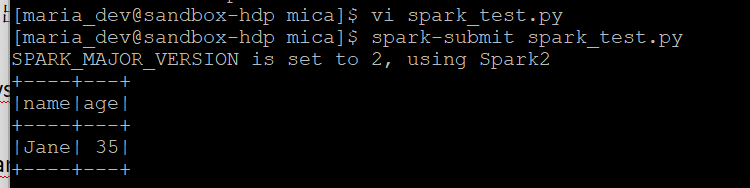 [maria_dev@sandbox-hdp mica]$ vi spark_test.py
[maria_dev@sandbox-hdp mica]$ spark-submit spark_test.py
SPARK_MAJOR_VERSION is set to 2, using Spark2
+----+---+
|name|age|
+----+---+
|Jane| 35|
+----+---+